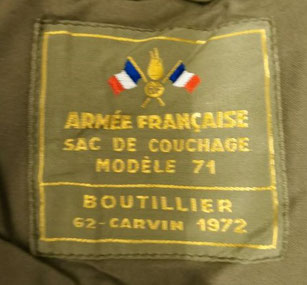 ARMÉE FRANÇAISE
SAC DE COUCHAGE
MODÈLE 71
BOUTILLIER
62-CARVIN 1972